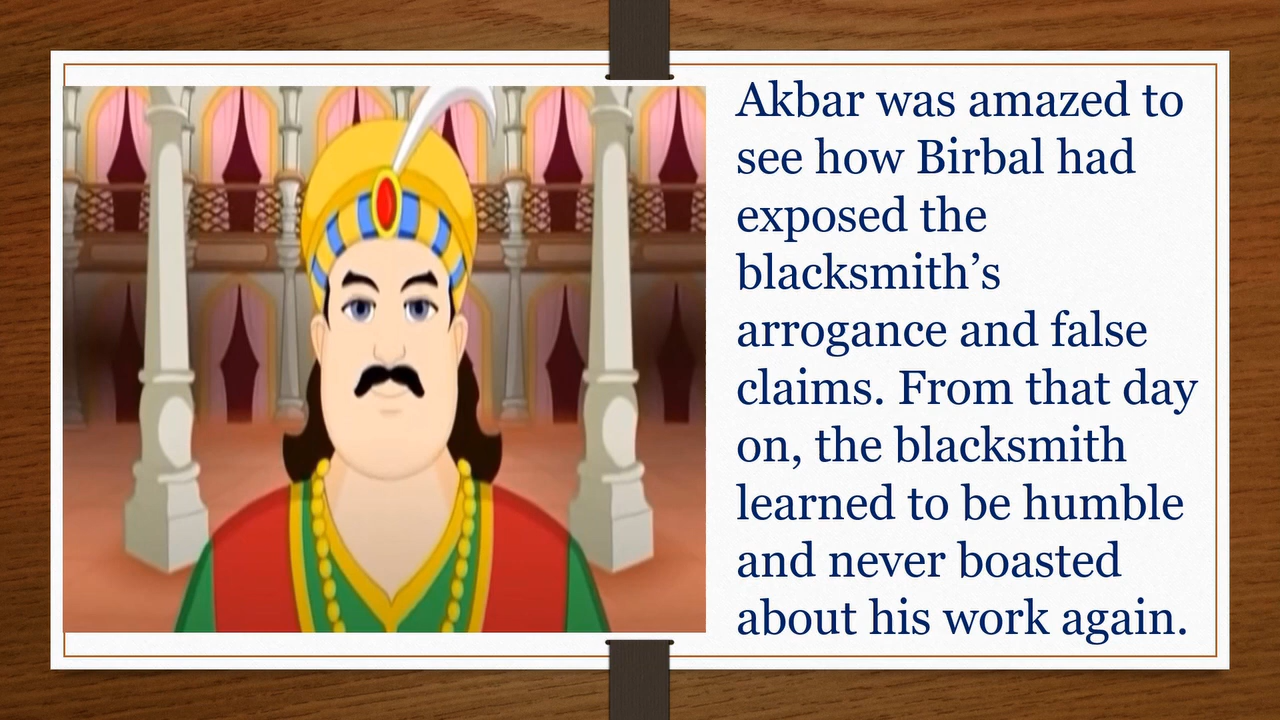 Akbar was amazed to
see how Birbal had
exposed the
blacksmith’s
arrogance and false
claims. From that day
on, the blacksmith
learned to be humble
and never boasted
about his work again.